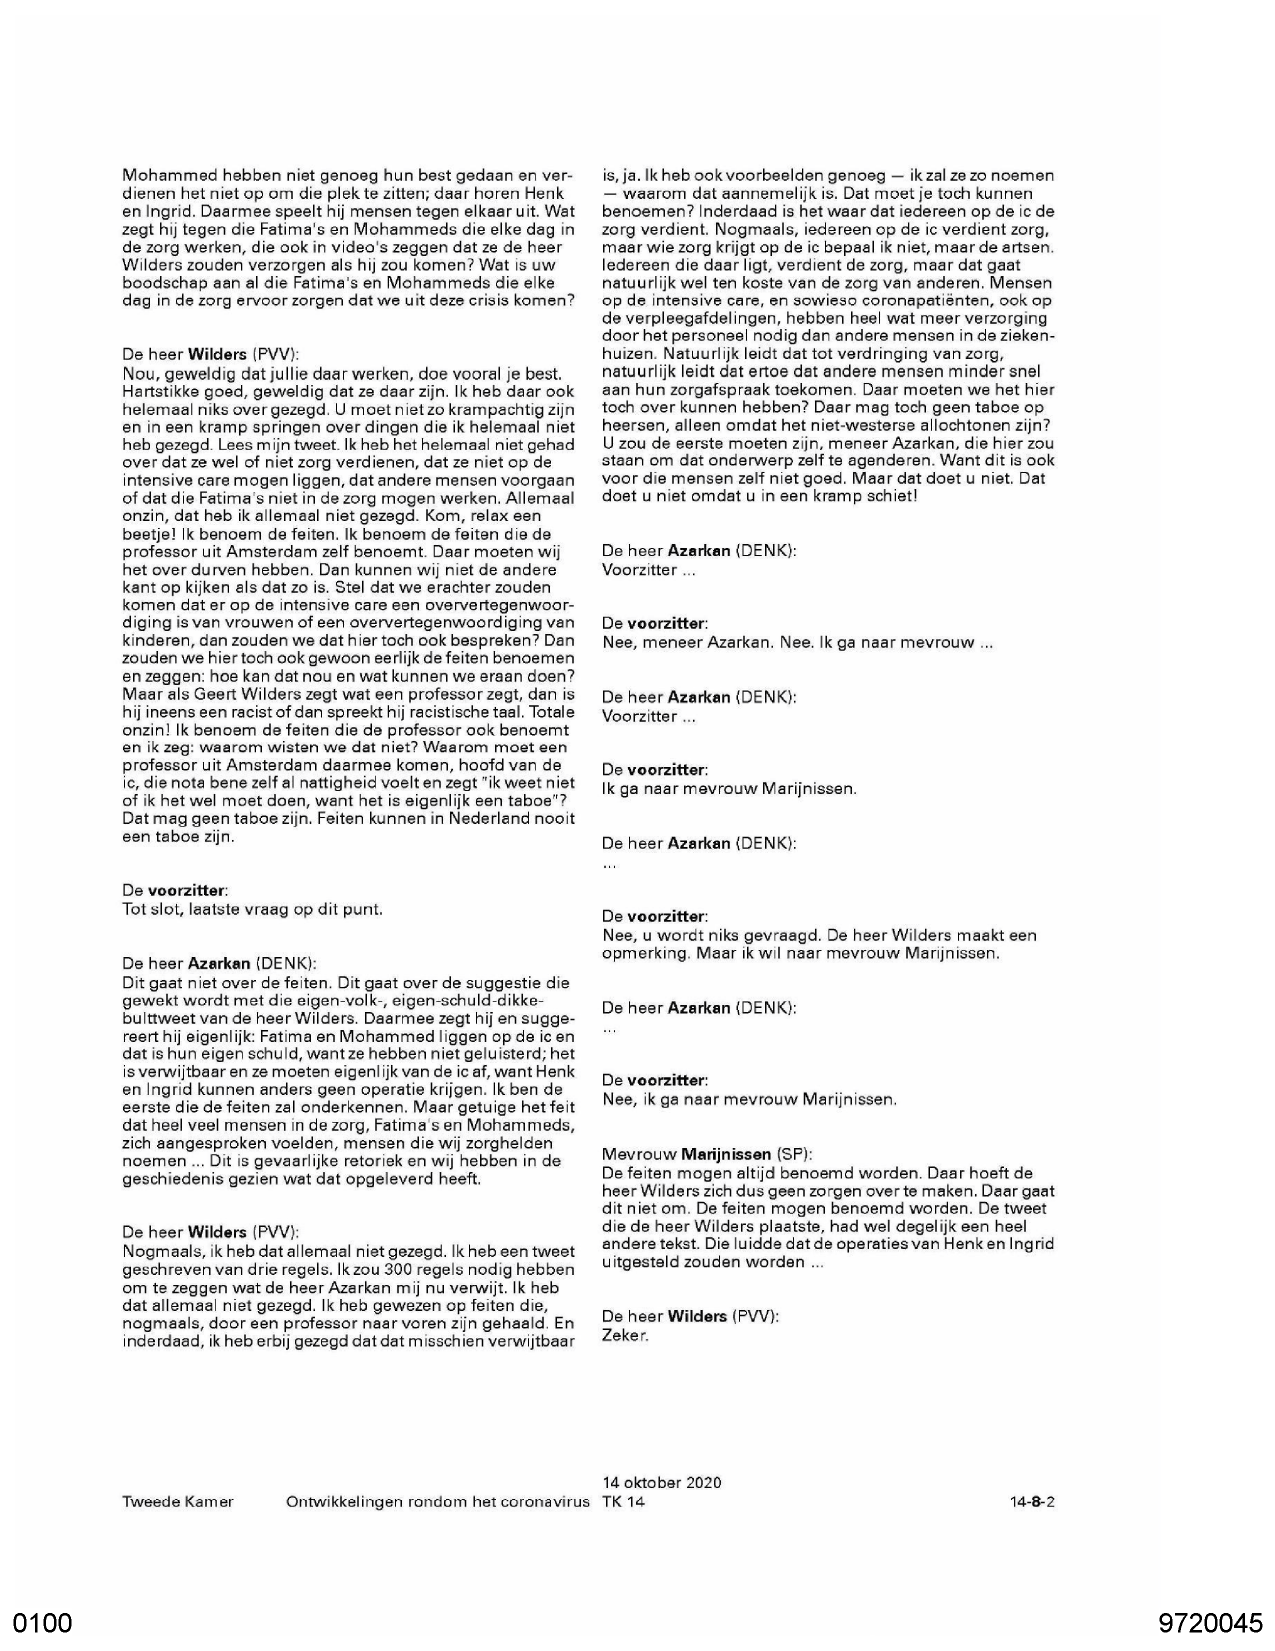 Mohammed hebben niet genoeg hun best gedaan en ver-
dienen het niet op om die plek te zitten; daar horen Henk
en Ingrid. Daarmee speelt hij mensen tegen elkaar uit. Wat
zegt hij tegen die Fatima's en Mohammeds die elke dag in
de zorg werken, die ook in video's zeggen dat ze de heer
Wilders zouden verzorgen als hij zou komen? Wat is uw
boodschap aan al die Fatima's en Mohammeds die elke
dag in de zorg ervoor zorgen dat we uit deze crisis komen?
De heer Wilders (PVV):
Nou, geweldig dat jullie daar werken, doe vooral je best.
Hartstikke goed, geweldig dat ze daar zijn. Ik heb daar ook
helemaal niks over gezegd. U moet niet zo krampachtig zijn
en in een kramp springen over dingen die ik helemaal niet
heb gezegd. Lees mijn tweet. Ik heb het helemaal niet gehad
over dat ze wel of niet zorg verdienen, dat ze niet op de
intensive care mogen liggen, dat andere mensen voorgaan
of dat die Fatima's niet in de zorg mogen werken. Allemaal
onzin, dat heb ik allemaal niet gezegd. Kom, relax een
beetje! Ik benoem de feiten. Ik benoem de feiten die de
professor uit Amsterdam zelf benoemt. Daar moeten wij
het over durven hebben. Dan kunnen wij niet de andere
kant op kijken als dat zo is. Stel dat we erachter zouden
komen dat er op de intensive care een oververtegenwoor-
diging is van vrouwen of een oververtegenwoordiging van
kinderen, dan zouden we dat hier toch ook bespreken? Dan
zouden we hier toch ook gewoon eerlijk de feiten benoemen
en zeggen: hoe kan dat nou en wat kunnen we eraan doen?
Maar als Geert Wilders zegt wat een professor zegt, dan is
hij ineens een racist of dan spreekt hij racistische taal. Totale
onzin! Ik benoem de feiten die de professor ook benoemt
en ik zeg: waarom wisten we dat niet? Waarom moet een
professor uit Amsterdam daarmee komen, hoofd van de
ic, die nota bene zelf al nattigheid voelt en zegt "ik weet niet
of ik het wel moet doen, want het is eigenlijk een taboe"?
Dat mag geen taboe zijn. Feiten kunnen in Nederland nooit
een taboe zijn.
De voorzitter:
Tot slot, laatste vraag op dit punt.
De heer Azarkan (DENK):
Dit gaat niet over de feiten. Dit gaat over de suggestie die
gewekt wordt met die eigen-volk-, eigen-schuld-dikke-
bulttweet van de heer Wilders. Daarmee zegt hij en sugge-
reert hij eigenlijk: Fatima en Mohammed liggen op de ic en
dat is hun eigen schuld, want ze hebben niet geluisterd; het
is verwijtbaar en ze moeten eigenlijk van de ic af, want Henk
en Ingrid kunnen anders geen operatie krijgen. Ik ben de
eerste die de feiten zal onderkennen. Maar getuige het feit
dat heel veel mensen in de zorg, Fatima's en Mohammeds,
zich aangesproken voelden, mensen die wij zorghelden
noemen ... Dit is gevaarlijke retoriek en wij hebben in de
geschiedenis gezien wat dat opgeleverd heeft.
De heer Wilders (PVV):
Nogmaals, ik heb dat allemaal niet gezegd. Ik heb een tweet
geschreven van drie regels. Ik zou 300 regels nodig hebben
om te zeggen wat de heer Azarkan mij nu verwijt. Ik heb
dat allemaal niet gezegd. Ik heb gewezen op feiten die,
nogmaals, door een professor naar voren zijn gehaald. En
inderdaad, ik heb erbij gezegd dat dat misschien verwijtbaar
is, ja. Ik heb ook voorbeelden genoeg — ik zal ze zo noemen
— waarom dat aannemelijk is. Dat moet je toch kunnen
benoemen? Inderdaad is het waar dat iedereen op de ic de
zorg verdient. Nogmaals, iedereen op de ic verdient zorg,
maar wie zorg krijgt op de ic bepaal ik niet, maar de artsen.
Iedereen die daar ligt, verdient de zorg, maar dat gaat
natuurlijk wel ten koste van de zorg van anderen. Mensen
op de intensive care, en sowieso coronapatiënten, ook op
de verpleegafdelingen, hebben heel wat meer verzorging
door het personeel nodig dan andere mensen in de zieken-
huizen. Natuurlijk leidt dat tot verdringing van zorg,
natuurlijk leidt dat ertoe dat andere mensen minder snel
aan hun zorgafspraak toekomen. Daar moeten we het hier
toch over kunnen hebben? Daar mag toch geen taboe op
heersen, alleen omdat het niet-westerse allochtonen zijn?
U zou de eerste moeten zijn, meneer Azarkan, die hier zou
staan om dat onderwerp zelf te agenderen. Want dit is ook
voor die mensen zelf niet goed. Maar dat doet u niet. Dat
doet u niet omdat u in een kramp schiet!
De heer Azarkan (DENK):
Voorzitter ...
De voorzitter:
Nee, meneer Azarkan. Nee. Ik ga naar mevrouw ...
De heer Azarkan (DENK):
Voorzitter ...
De voorzitter:
Ik ga naar mevrouw Marijnissen.
De heer Azarkan (DENK):
...
De voorzitter:
Nee, u wordt niks gevraagd. De heer Wilders maakt een
opmerking. Maar ik wil naar mevrouw Marijnissen.
De heer Azarkan (DENK):
...
De voorzitter:
Nee, ik ga naar mevrouw Marijnissen.
Mevrouw Marijnissen (SP):
De feiten mogen altijd benoemd worden. Daar hoeft de
heer Wilders zich dus geen zorgen over te maken. Daar gaat
dit niet om. De feiten mogen benoemd worden. De tweet
die de heer Wilders plaatste, had wel degelijk een heel
andere tekst. Die luidde dat de operaties van Henk en Ingrid
uitgesteld zouden worden ...
De heer Wilders (PVV):
Zeker.
Tweede Kamer Ontwikkelingen rondom het coronavirus
14 oktober 2020
TK 14
14-8-2
0100
9720045